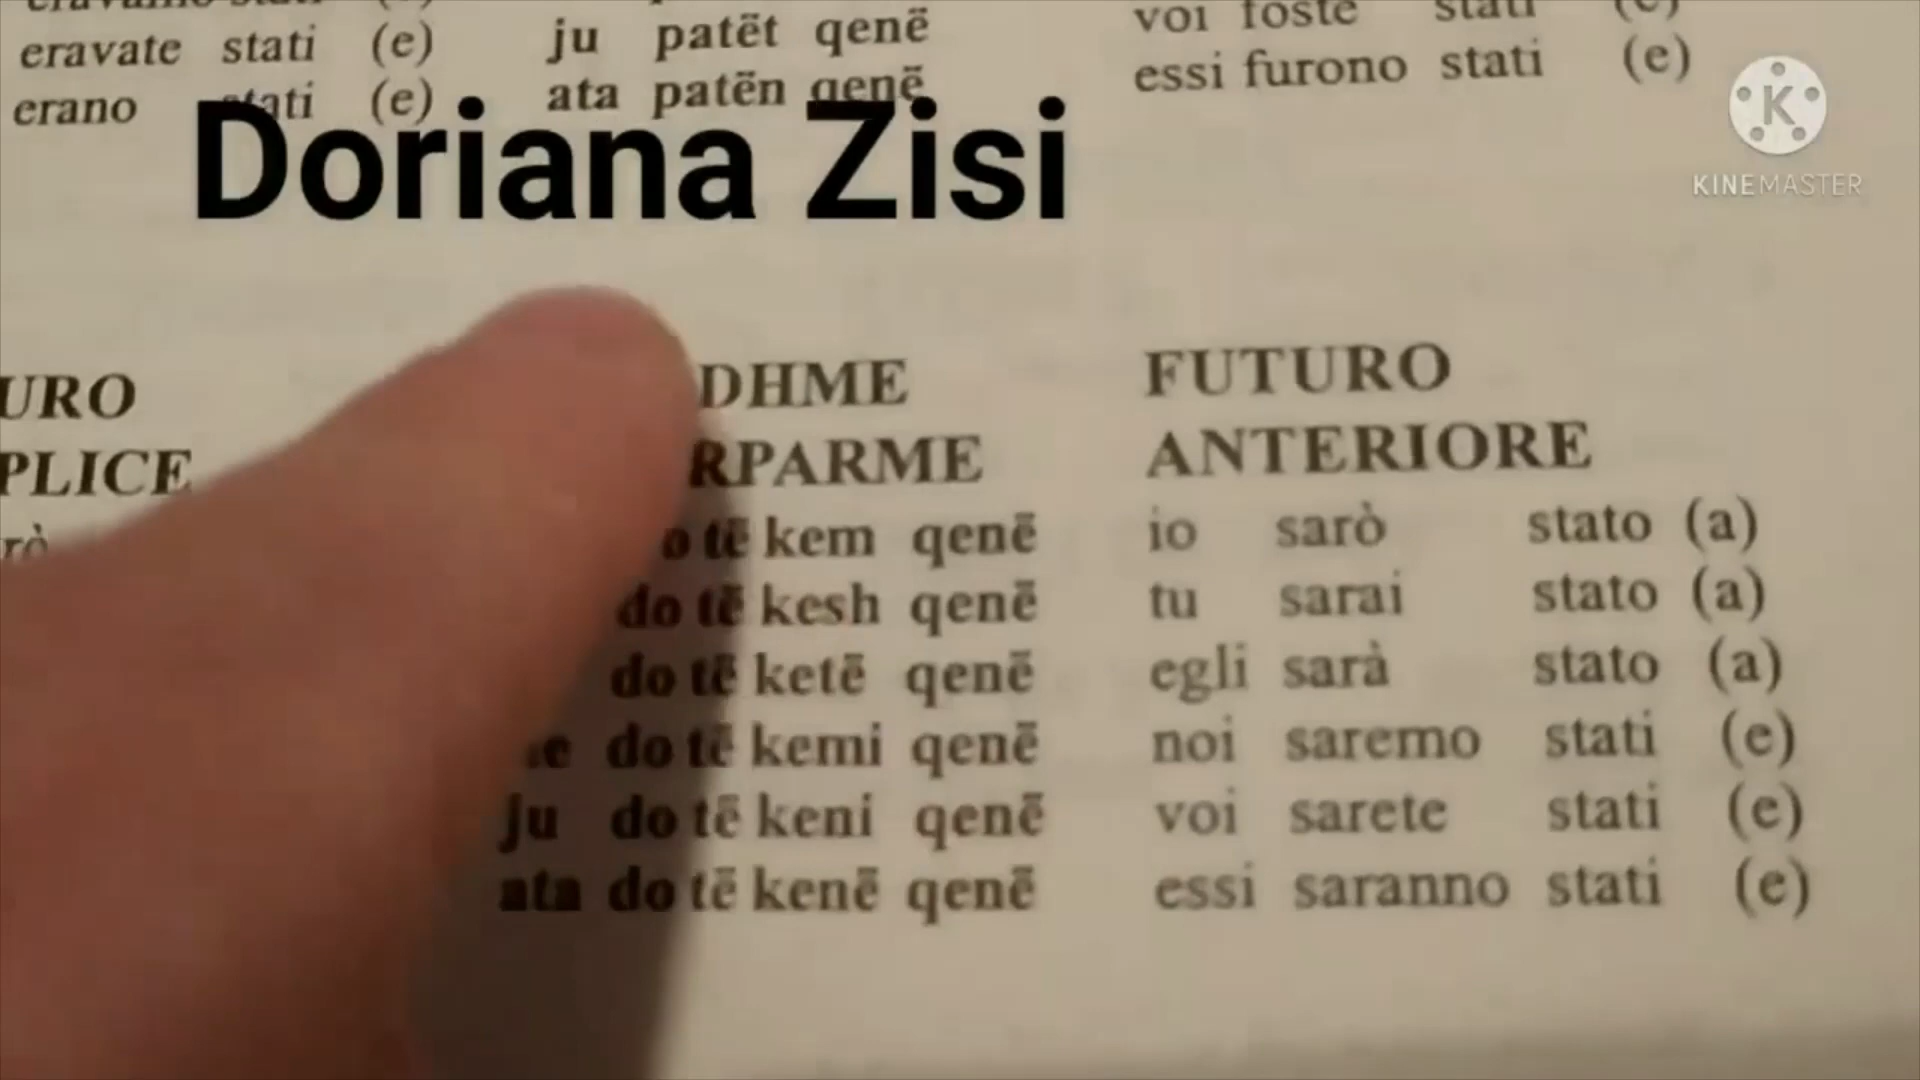 eravate stati (e) ju patët qenë voi foste stati (e)
erano stati (e) ata patën qenë essi furono stati (e)
Doriana Zisi
KINEMASTER
URO DHME FUTURO
PLICE RPARME ANTERIORE
rò o të kem qenë io sarò stato (a)
do të kesh qenë tu sarai stato (a)
do të ketë qenë egli sarà stato (a)
ne do të kemi qenë noi saremo stati (e)
ju do të keni qenë voi sarete stati (e)
ata do të kenë qenë essi saranno stati (e)